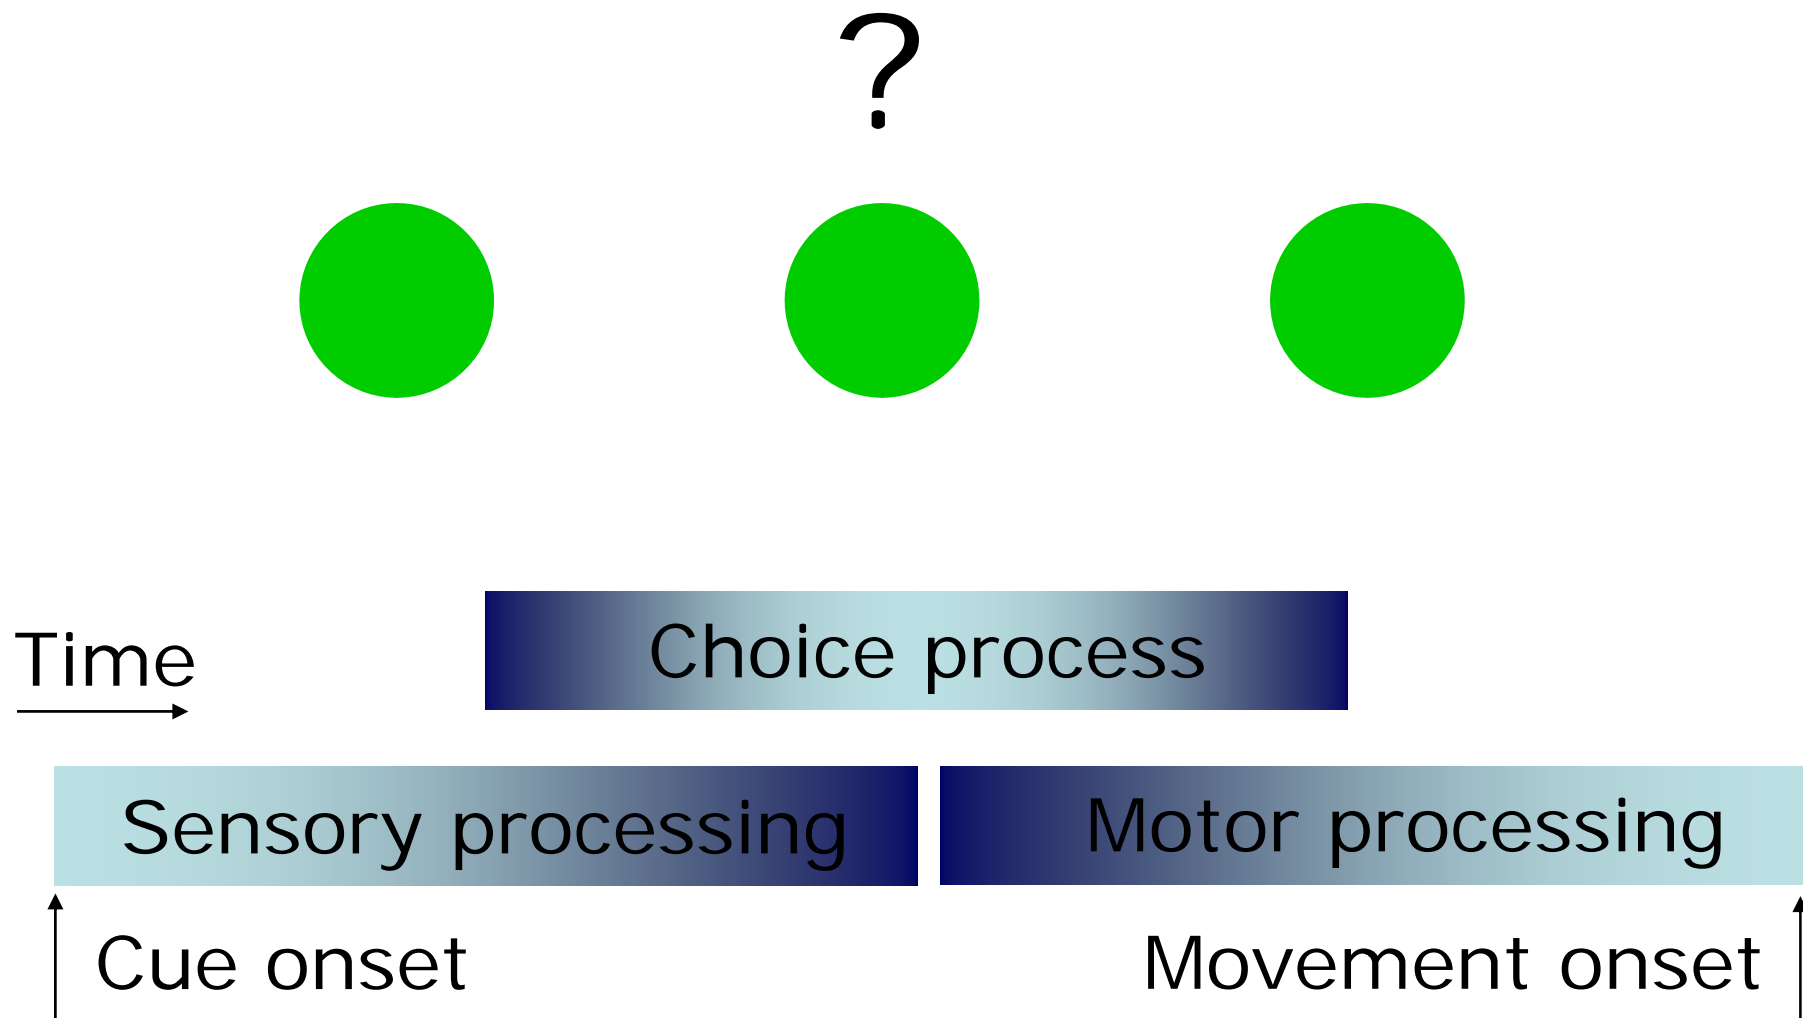 ?
Choice process
Time
Sensory processing
Motor processing
Cue onset
Movement onset